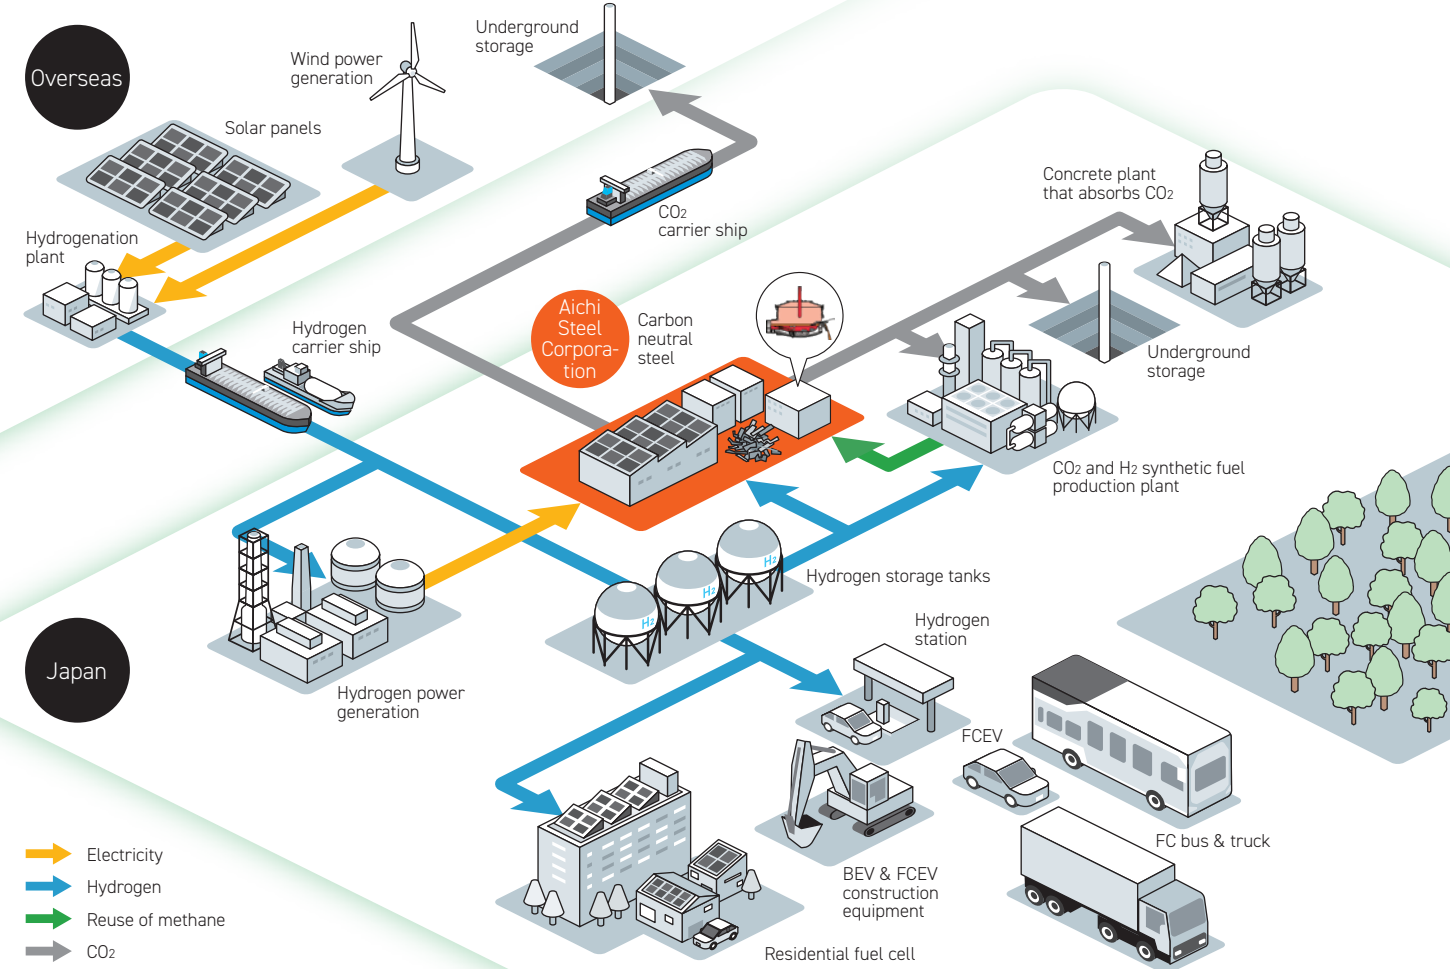 Overseas
Wind power
generation
Underground
storage
Solar panels
Hydrogenation
plant
CO2
carrier ship
Concrete plant
that absorbs CO2
Hydrogen
carrier ship
Aichi
Steel
Corpora-
tion
Carbon
neutral
steel
Underground
storage
CO2 and H2 synthetic fuel
production plant
H2
H2
H2
Hydrogen storage tanks
Hydrogen
station
Japan
Hydrogen power
generation
FCEV
FC bus & truck
BEV & FCEV
construction
equipment
Residential fuel cell
Electricity
Hydrogen
Reuse of methane
CO2